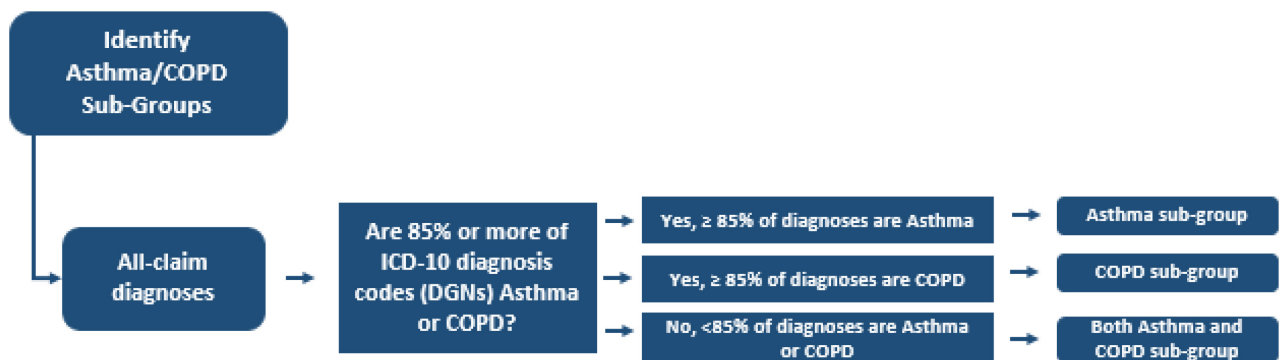 Identify
Asthma/COPD
Sub-Groups
All-claim
diagnoses
Are 85% or more of
ICD-10 diagnosis
codes (DGNs) Asthma
or COPD?
Yes, ≥ 85% of diagnoses are Asthma
Asthma sub-group
Yes, ≥ 85% of diagnoses are COPD
COPD sub-group
No, <85% of diagnoses are Asthma
or COPD
Both Asthma and
COPD sub-group